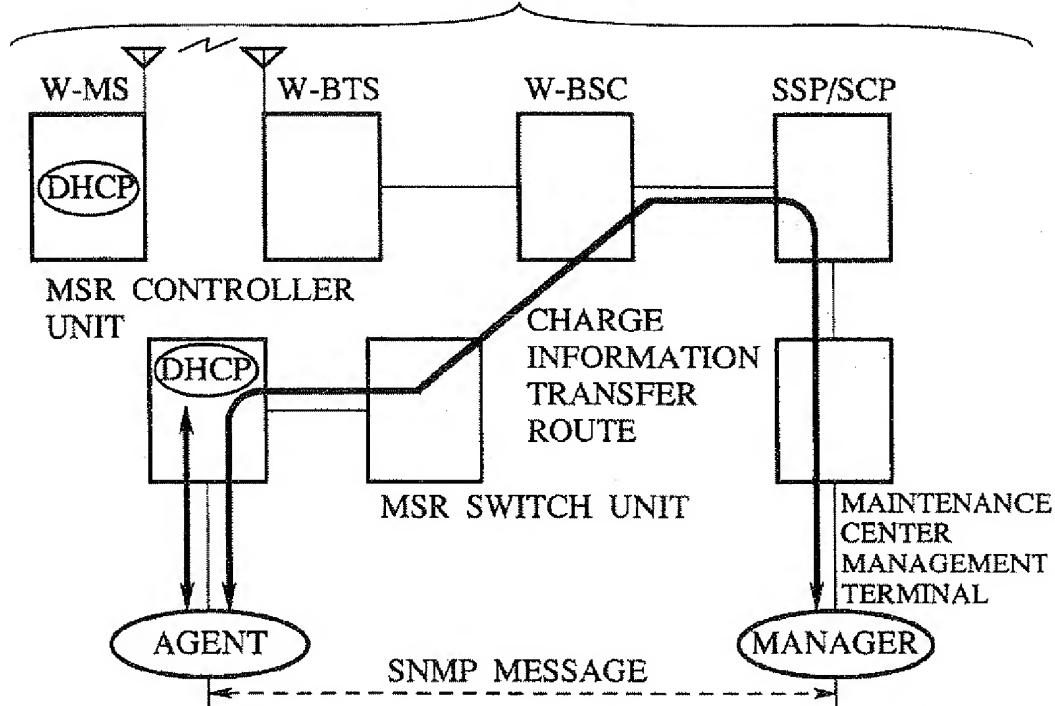 W-MS
W-BTS
W-BSC
SSP/SCP
DHCP
MSR CONTROLLER
UNIT
DHCP
CHARGE
INFORMATION
TRANSFER
ROUTE
MSR SWITCH UNIT
MAINTENANCE
CENTER
MANAGEMENT
TERMINAL
AGENT
MANAGER
SNMP MESSAGE